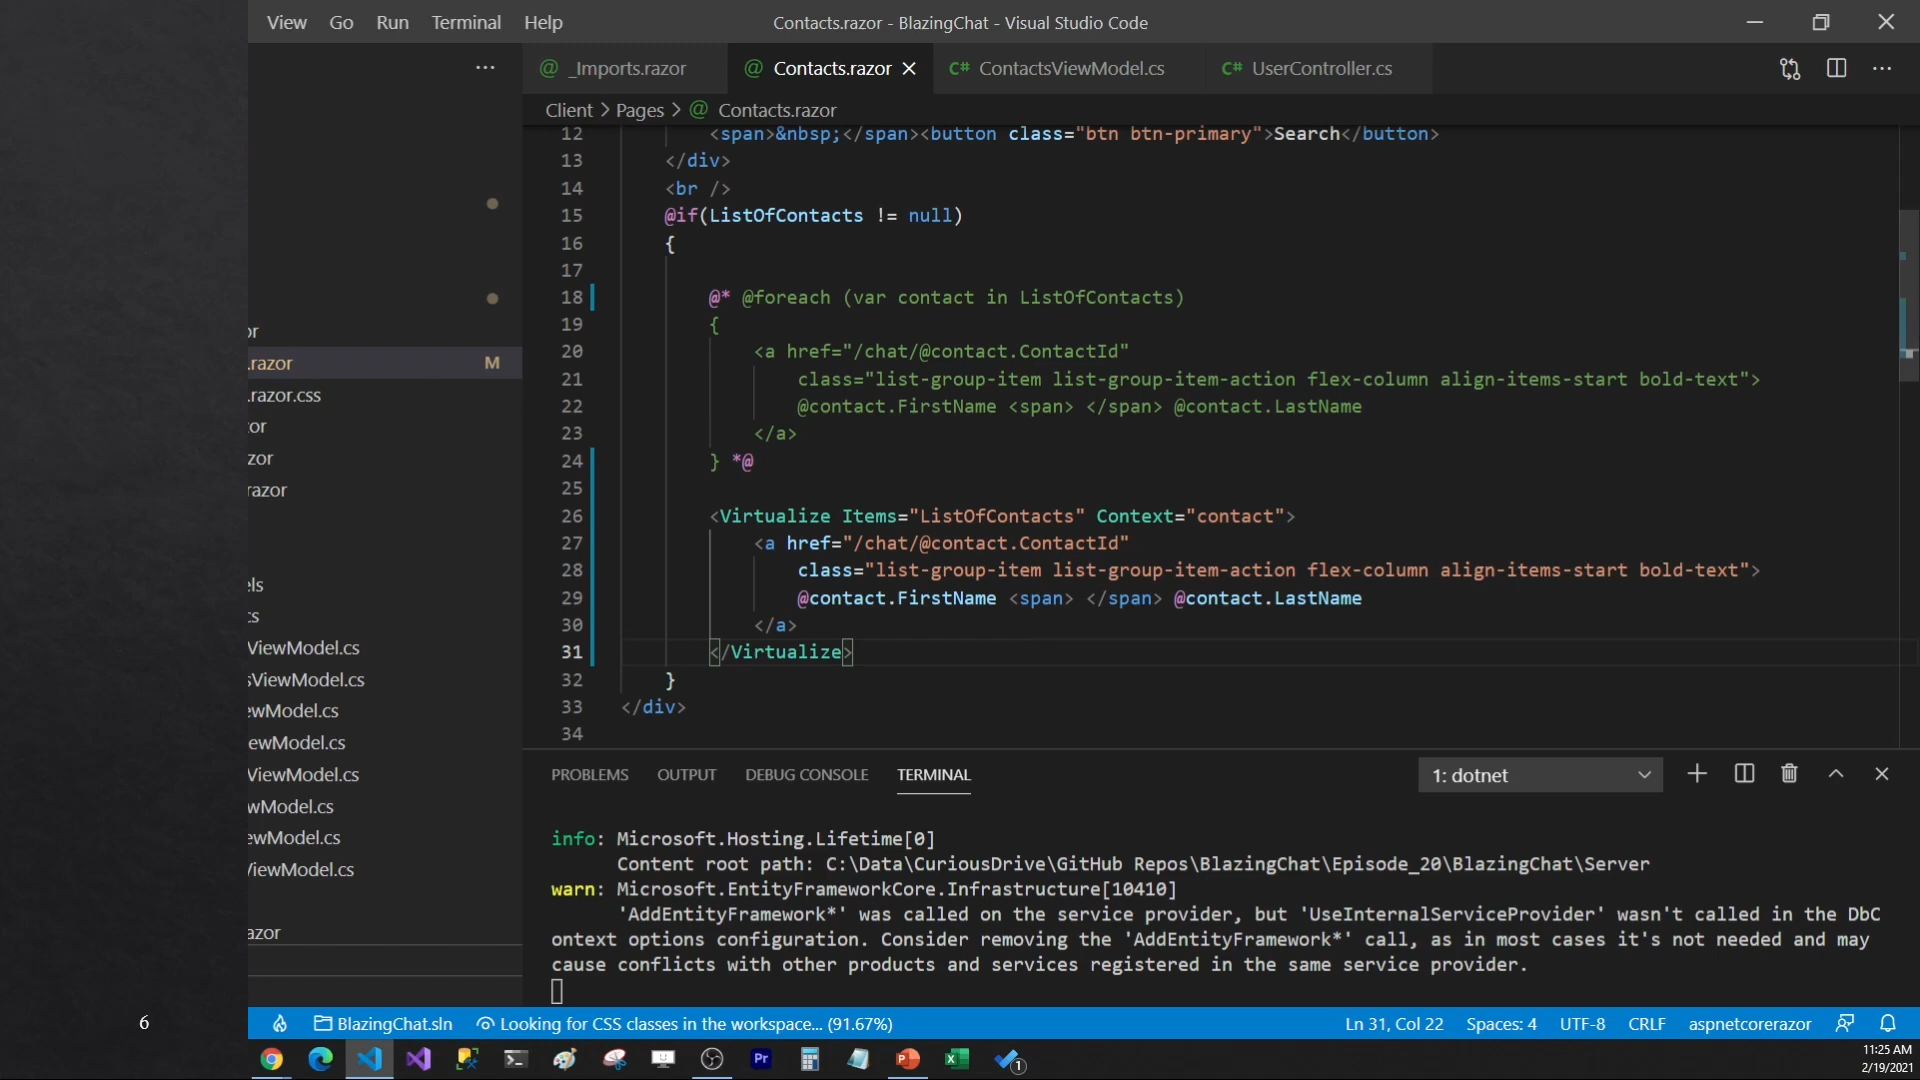 View Go Run Terminal Help
Contacts.razor - BlazingChat - Visual Studio Code
_Imports.razor
Contacts.razor
C# ContactsViewModel.cs
C# UserController.cs
Client > Pages > Contacts.razor
12 <span>&nbsp;</span><button class="btn btn-primary">Search</button>
13 </div>
14 <br />
15 @if(ListOfContacts != null)
16 {
17
18 @* @foreach (var contact in ListOfContacts)
19 {
20 <a href="/chat/@contact.ContactId"
21 class="list-group-item list-group-item-action flex-column align-items-start bold-text">
22 @contact.FirstName <span> </span> @contact.LastName
23 </a>
24 } *@
25
26 <Virtualize Items="ListOfContacts" Context="contact">
27 <a href="/chat/@contact.ContactId"
28 class="list-group-item list-group-item-action flex-column align-items-start bold-text">
29 @contact.FirstName <span> </span> @contact.LastName
30 </a>
31 </Virtualize>
32 }
33 </div>
34
or
.razor M
.razor.css
or
zor
razor
els
cs
ViewModel.cs
sViewModel.cs
ewModel.cs
ewModel.cs
ViewModel.cs
wModel.cs
ewModel.cs
ViewModel.cs
azor
PROBLEMS OUTPUT DEBUG CONSOLE TERMINAL
1: dotnet
info: Microsoft.Hosting.Lifetime[0]
Content root path: C:\Data\CuriousDrive\GitHub Repos\BlazingChat\Episode_20\BlazingChat\Server
warn: Microsoft.EntityFrameworkCore.Infrastructure[10410]
'AddEntityFramework*' was called on the service provider, but 'UseInternalServiceProvider' wasn't called in the DbC
ontext options configuration. Consider removing the 'AddEntityFramework*' call, as in most cases it's not needed and may
cause conflicts with other products and services registered in the same service provider.
6
BlazingChat.sln Looking for CSS classes in the workspace... (91.67%)
Ln 31, Col 22 Spaces: 4 UTF-8 CRLF aspnetcorerazor
Pr
1
11:25 AM
2/19/2021